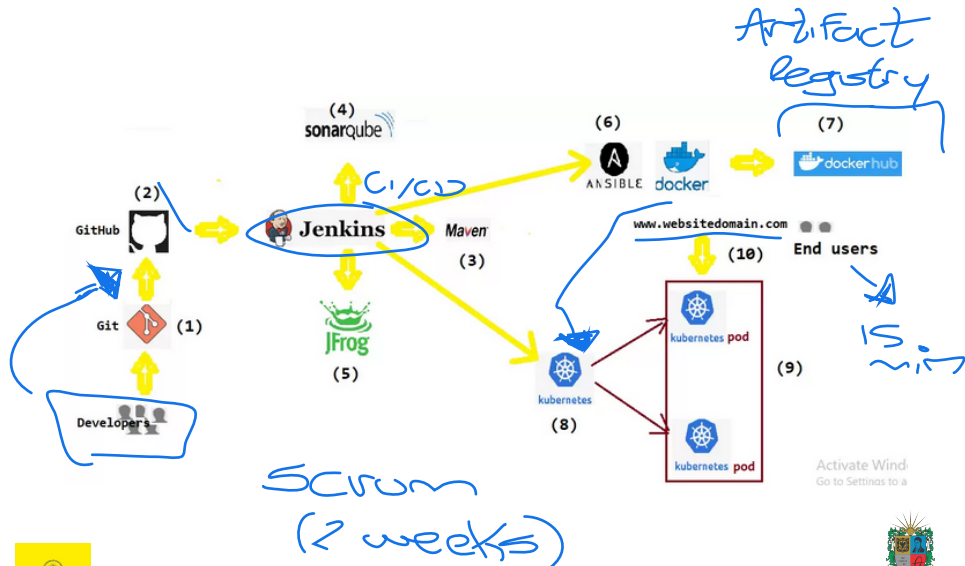 Artifact
Registry
(4)
sonarqube
(6)
(7)
ANSIBLE
docker
dockerhub
CI/CD
(2)
GitHub
Jenkins
Maven
(3)
www.websitedomain.com
End users
(10)
Git
(1)
JFrog
(5)
kubernetes pod
15
min
kubernetes
(8)
(9)
Developers
kubernetes pod
Scrum
(2 weeks)
Activate Wind
Go to Settings to a